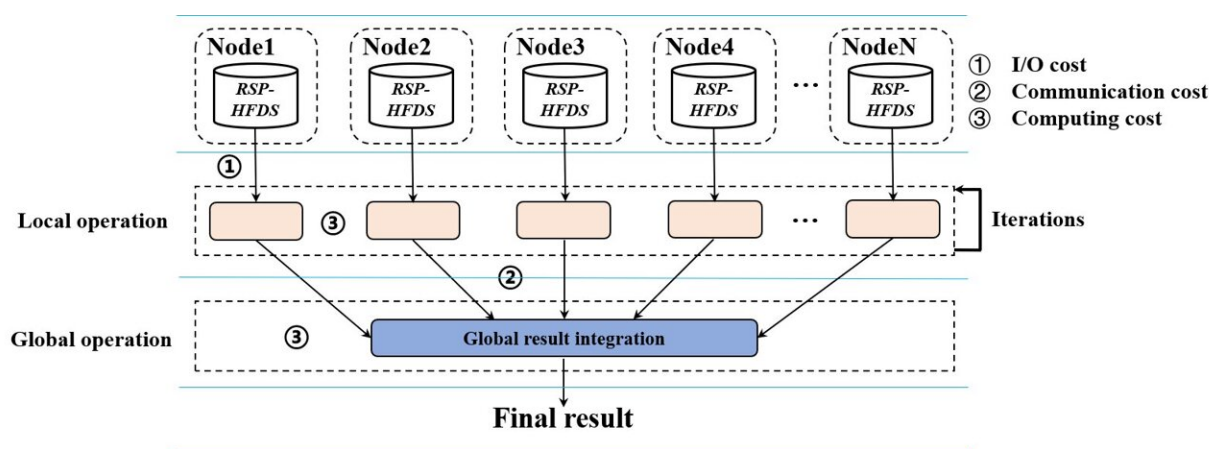 Node1
Node2
Node3
Node4
NodeN
RSP-
HFDS
RSP-
HFDS
RSP-
HFDS
RSP-
HFDS
...
RSP-
HFDS
① I/O cost
② Communication cost
③ Computing cost
①
Local operation
③
...
Iterations
②
Global operation
③
Global result integration
Final result